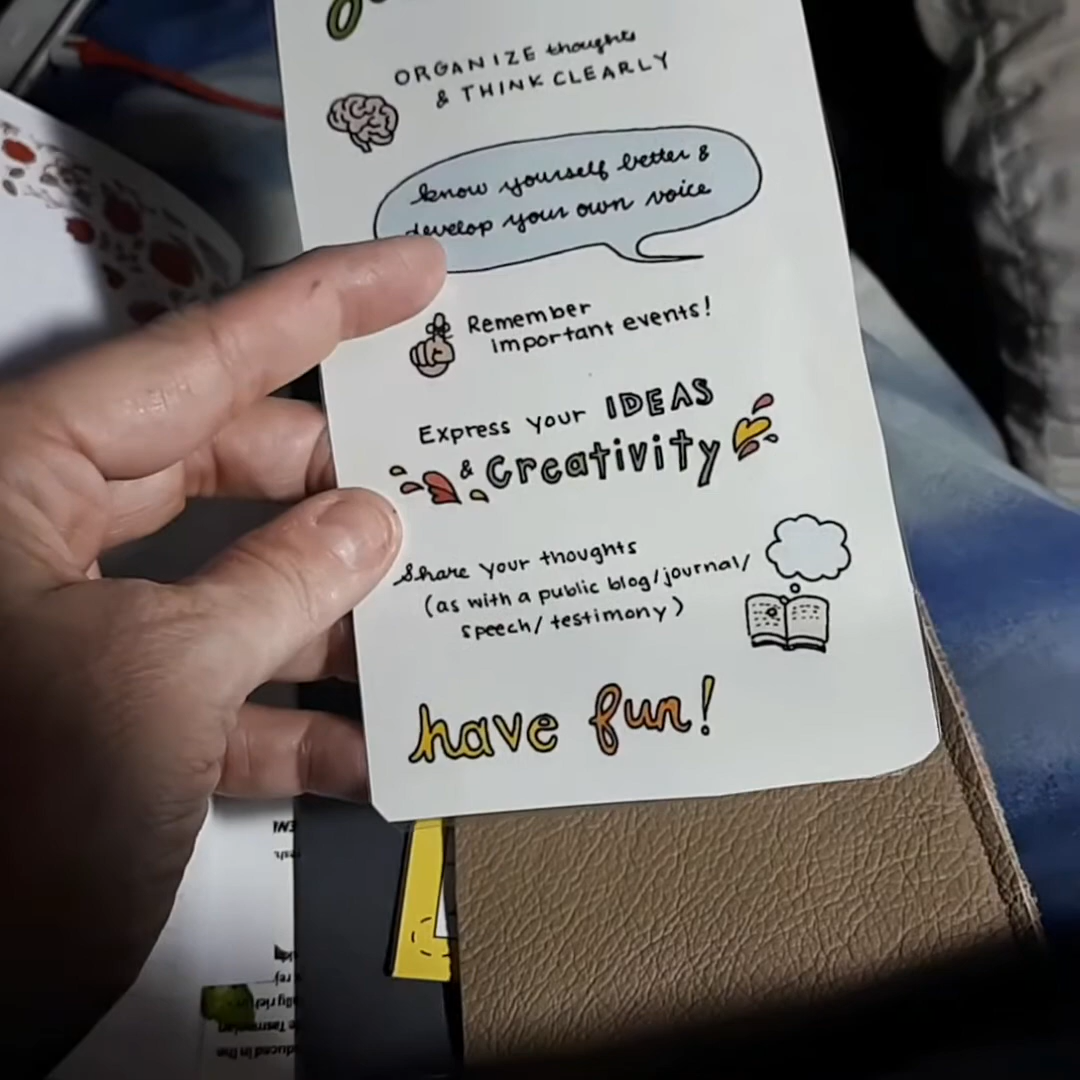 ORGANIZE thoughts
& THINK CLEARLY
know yourself better &
develop your own voice
Remember
important events!
Express your IDEAS
& Creativity
Share your thoughts
(as with a public blog/journal/
speech/testimony)
have fun!